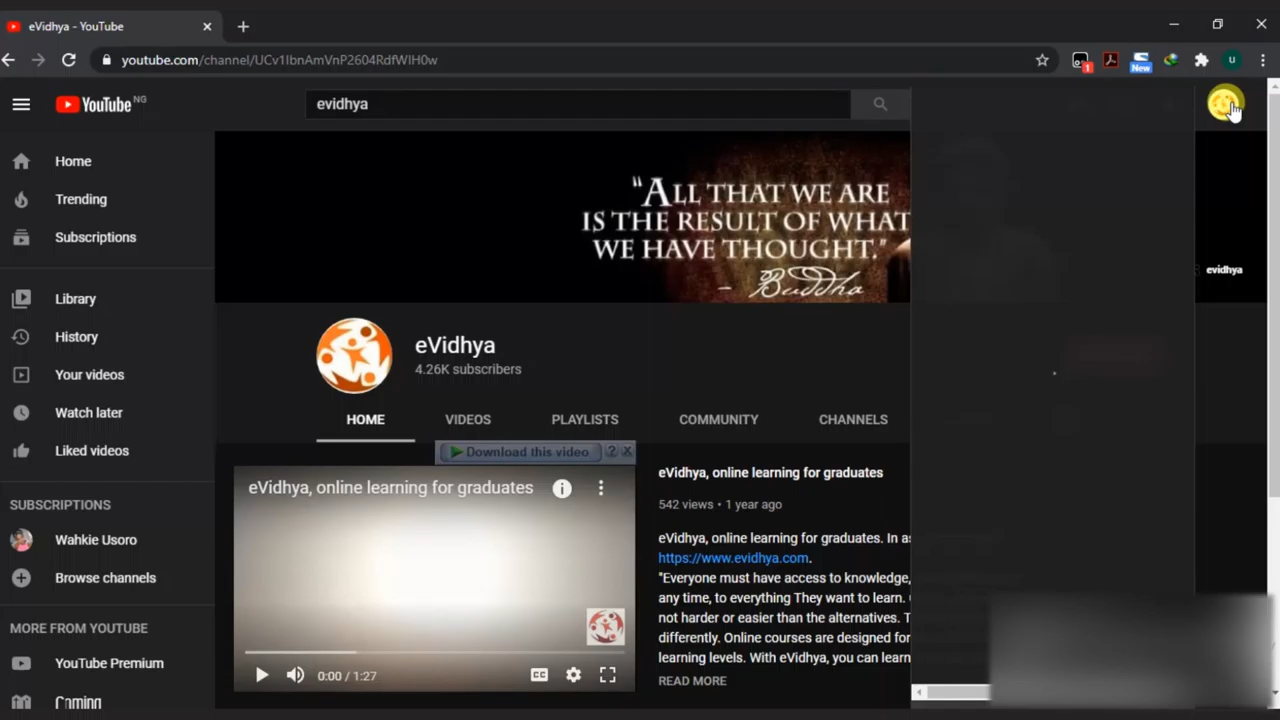 eVidhya - YouTube
youtube.com/channel/UCv1IbnAmVnP2604RdfWIH0w
1
New
u
YouTube NG
evidhya
Home
Trending
Subscriptions
Library
History
Your videos
Watch later
Liked videos
SUBSCRIPTIONS
Wahkie Usoro
Browse channels
MORE FROM YOUTUBE
YouTube Premium
Gaming
"ALL THAT WE ARE
IS THE RESULT OF WHAT
WE HAVE THOUGHT."
- Buddha
evidhya
eVidhya
4.26K subscribers
HOME
VIDEOS
PLAYLISTS
COMMUNITY
CHANNELS
Download this video
?
X
eVidhya, online learning for graduates
0:00 / 1:27
CC
eVidhya, online learning for graduates
542 views • 1 year ago
eVidhya, online learning for graduates. In a
https://www.evidhya.com.
"Everyone must have access to knowledge,
any time, to everything They want to learn.
not harder or easier than the alternatives. T
differently. Online courses are designed for
learning levels. With eVidhya, you can learn
READ MORE